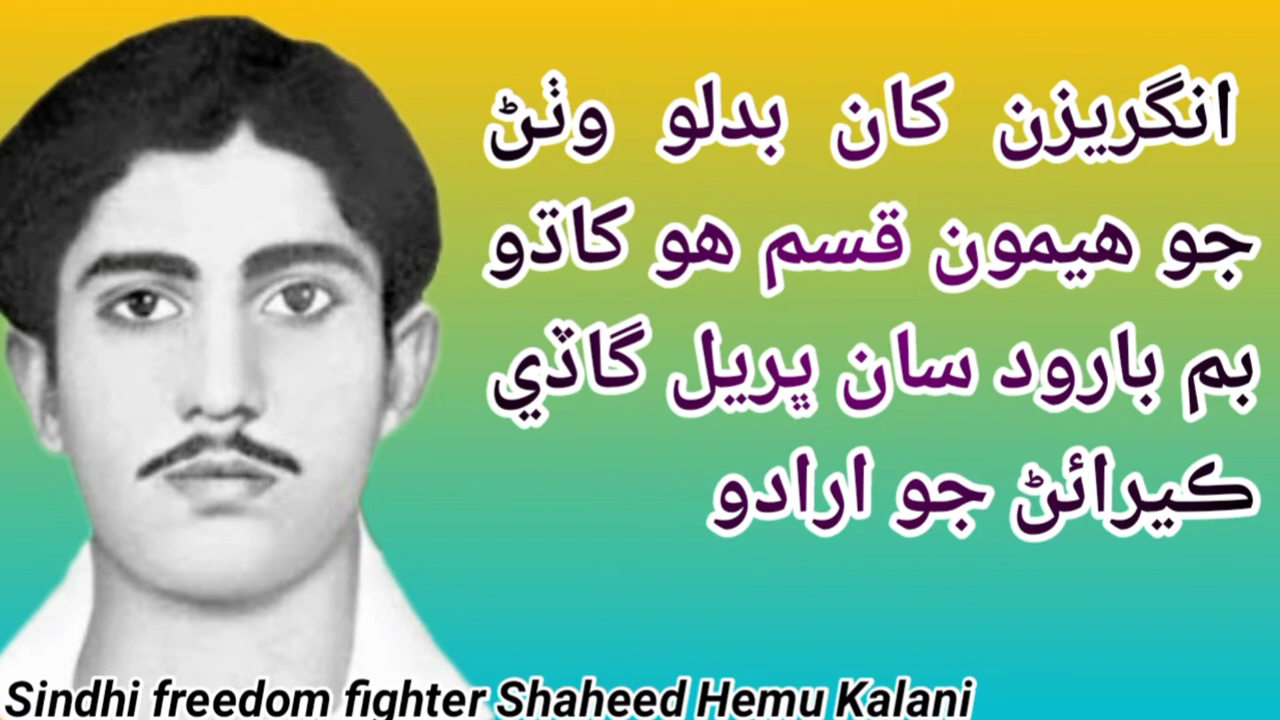 انگريزن کان بدلو وٺڻ
جو هيمون قسم هو کاڌو
بم بارود سان ڀريل گاڏي
ڪيرائڻ جو ارادو
Sindhi freedom fighter Shaheed Hemu Kalani